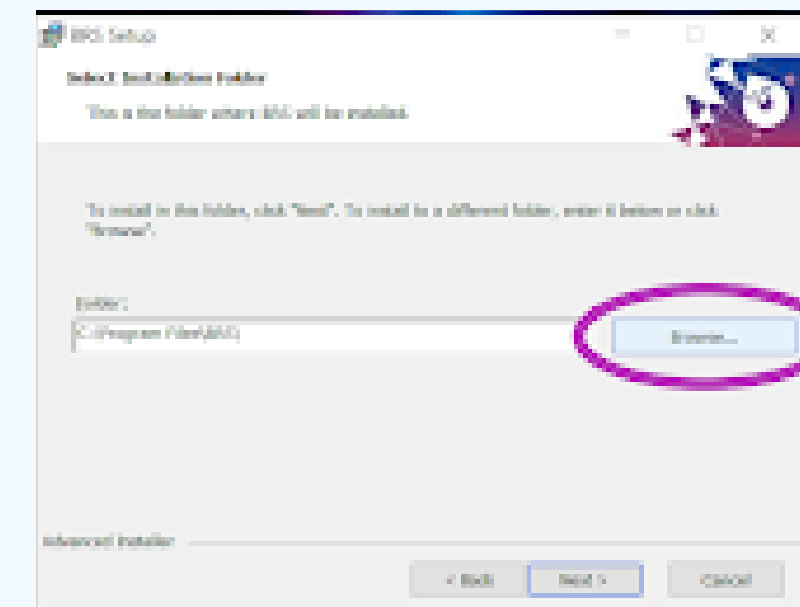 Setup
Select Installation Folder
This is the folder where will be installed.
To install in this folder, click "Next". To install to a different folder, enter it below or click
"Browse".
Folder:
C:\Program Files\
Browse...
Advanced Installer
< Back
Next >
Cancel